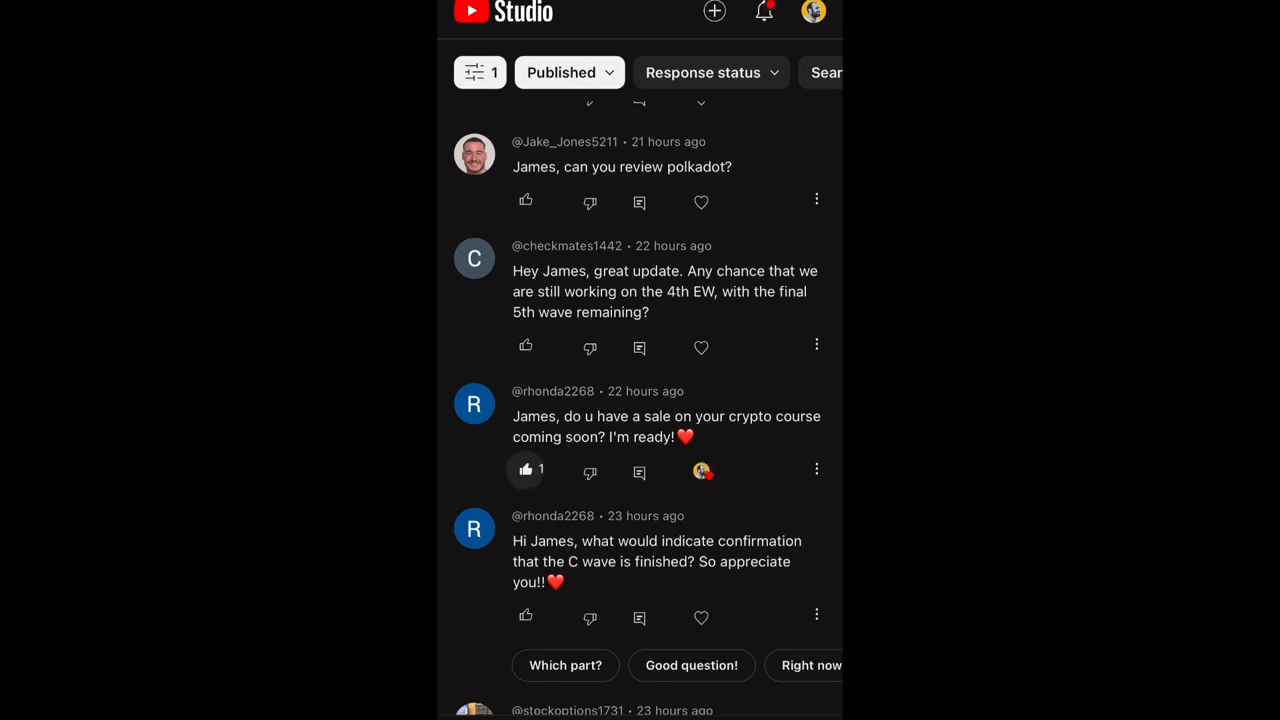 Studio
1
Published
Response status
Sear
@Jake_Jones5211 • 21 hours ago
James, can you review polkadot?
C
@checkmates1442 • 22 hours ago
Hey James, great update. Any chance that we
are still working on the 4th EW, with the final
5th wave remaining?
R
@rhonda2268 • 22 hours ago
James, do u have a sale on your crypto course
coming soon? I'm ready!❤️
1
R
@rhonda2268 • 23 hours ago
Hi James, what would indicate confirmation
that the C wave is finished? So appreciate
you!!❤️
Which part?
Good question!
Right now
@stockoptions1731 • 23 hours ago